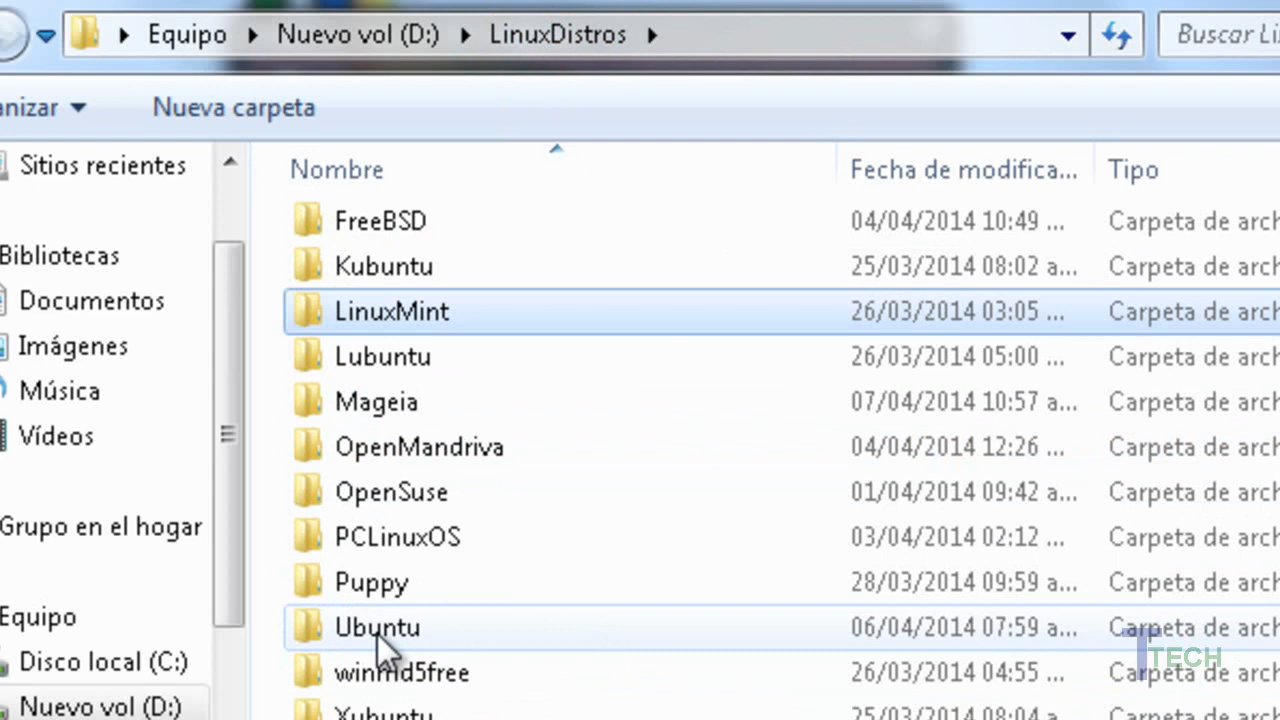 Equipo Nuevo vol (D:) LinuxDistros Buscar
anizar Nueva carpeta
Sitios recientes
Bibliotecas
Documentos
Imágenes
Música
Vídeos
Grupo en el hogar
Equipo
Disco local (C:)
Nuevo vol (D:)
Nombre Fecha de modifica... Tipo
FreeBSD 04/04/2014 10:49 ... Carpeta de arch
Kubuntu 25/03/2014 08:02 a... Carpeta de arch
LinuxMint 26/03/2014 03:05 ... Carpeta de arch
Lubuntu 26/03/2014 05:00 ... Carpeta de arch
Mageia 07/04/2014 10:57 a... Carpeta de arch
OpenMandriva 04/04/2014 12:26 ... Carpeta de arch
OpenSuse 01/04/2014 09:42 a... Carpeta de arch
PCLinuxOS 03/04/2014 02:12 ... Carpeta de arch
Puppy 28/03/2014 09:59 a... Carpeta de arch
Ubuntu 06/04/2014 07:59 a... Carpeta de arch
winmd5free 26/03/2014 04:55 ... Carpeta de arch
Xubuntu 25/03/2014 08:04 a... Carpeta de arch
TTECH